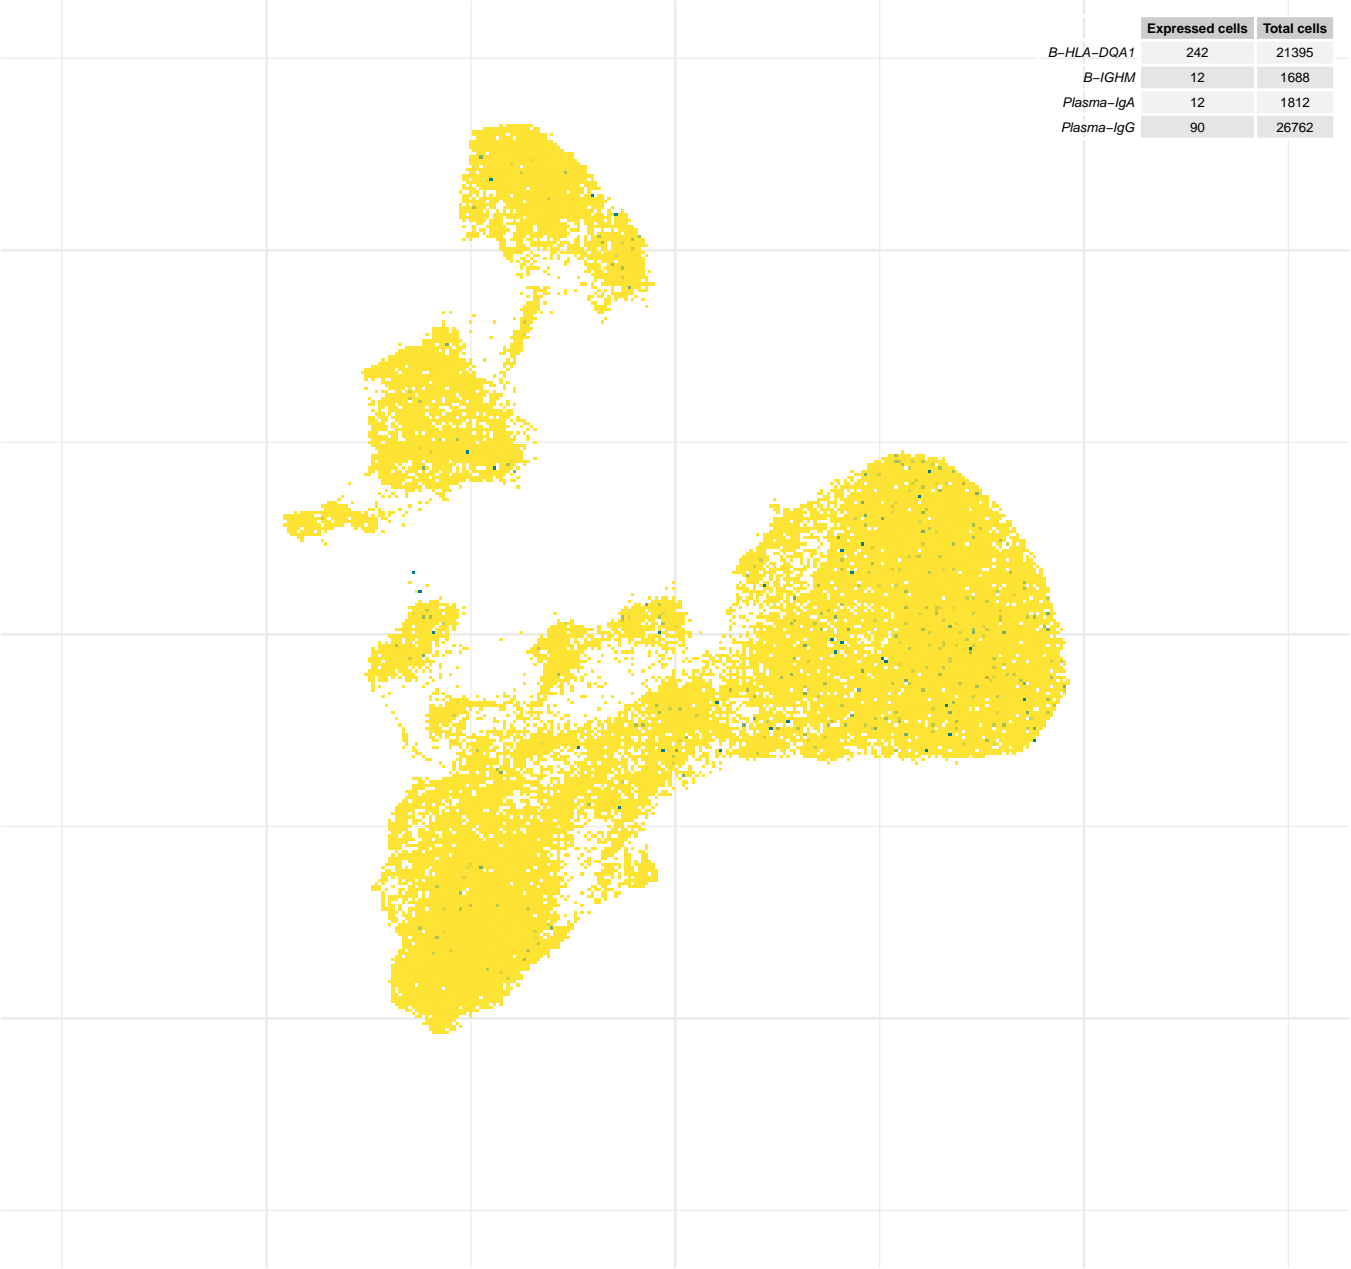 Expressed cells Total cells
B−HLA−DQA1 242 21395
B−IGHM 12 1688
Plasma−IgA 12 1812
Plasma−IgG 90 26762